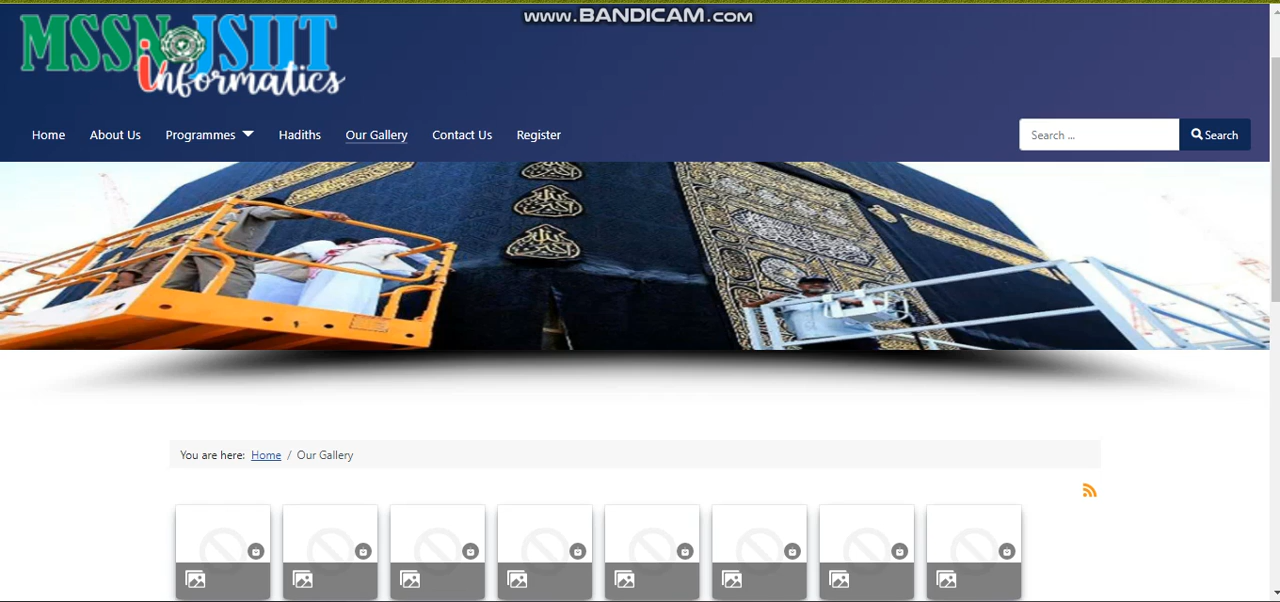 www.BANDICAM.com
MSSN JSIIT
informatics
Home About Us Programmes Hadiths Our Gallery Contact Us Register
Search ... Search
You are here: Home / Our Gallery